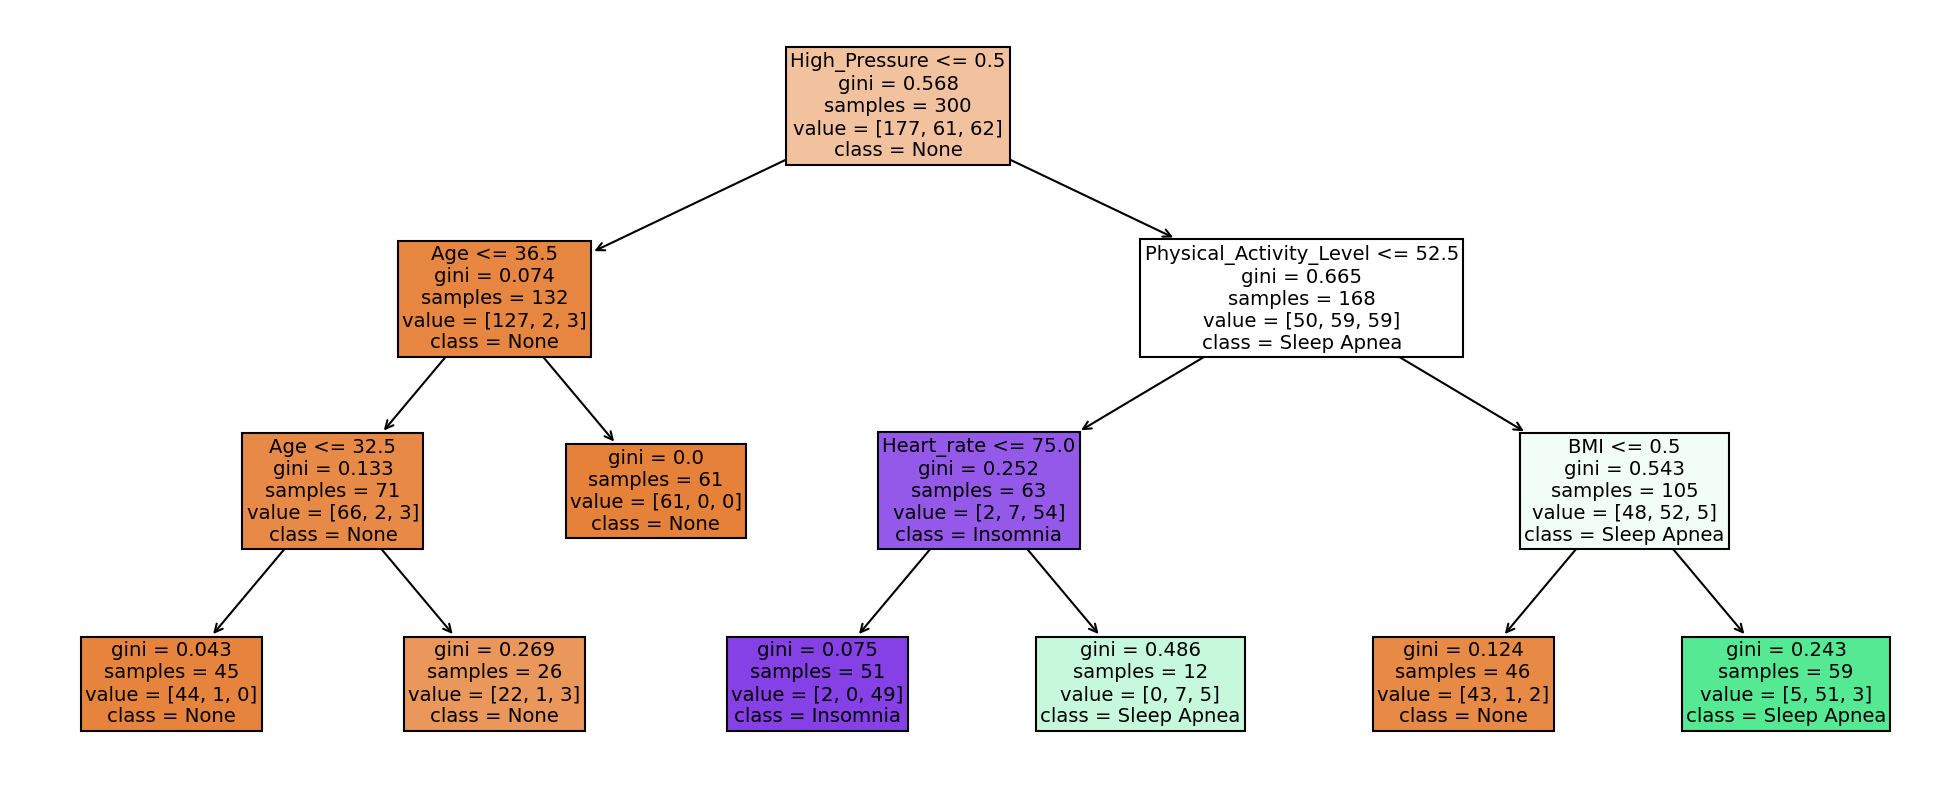 High_Pressure <= 0.5
gini = 0.568
samples = 300
value = [177, 61, 62]
class = None
Age <= 36.5
gini = 0.074
samples = 132
value = [127, 2, 3]
class = None
Physical_Activity_Level <= 52.5
gini = 0.665
samples = 168
value = [50, 59, 59]
class = Sleep Apnea
Age <= 32.5
gini = 0.133
samples = 71
value = [66, 2, 3]
class = None
gini = 0.0
samples = 61
value = [61, 0, 0]
class = None
Heart_rate <= 75.0
gini = 0.252
samples = 63
value = [2, 7, 54]
class = Insomnia
BMI <= 0.5
gini = 0.543
samples = 105
value = [48, 52, 5]
class = Sleep Apnea
gini = 0.043
samples = 45
value = [44, 1, 0]
class = None
gini = 0.269
samples = 26
value = [22, 1, 3]
class = None
gini = 0.075
samples = 51
value = [2, 0, 49]
class = Insomnia
gini = 0.486
samples = 12
value = [0, 7, 5]
class = Sleep Apnea
gini = 0.124
samples = 46
value = [43, 1, 2]
class = None
gini = 0.243
samples = 59
value = [5, 51, 3]
class = Sleep Apnea